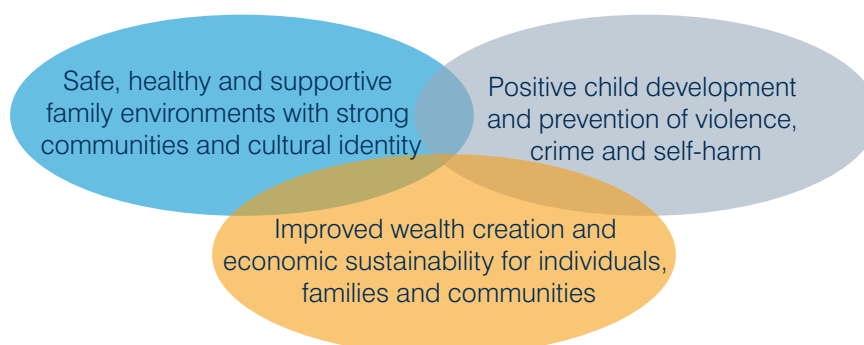 Safe, healthy and supportive
family environments with strong
communities and cultural identity
Positive child development
and prevention of violence,
crime and self-harm
Improved wealth creation and
economic sustainability for individuals,
families and communities